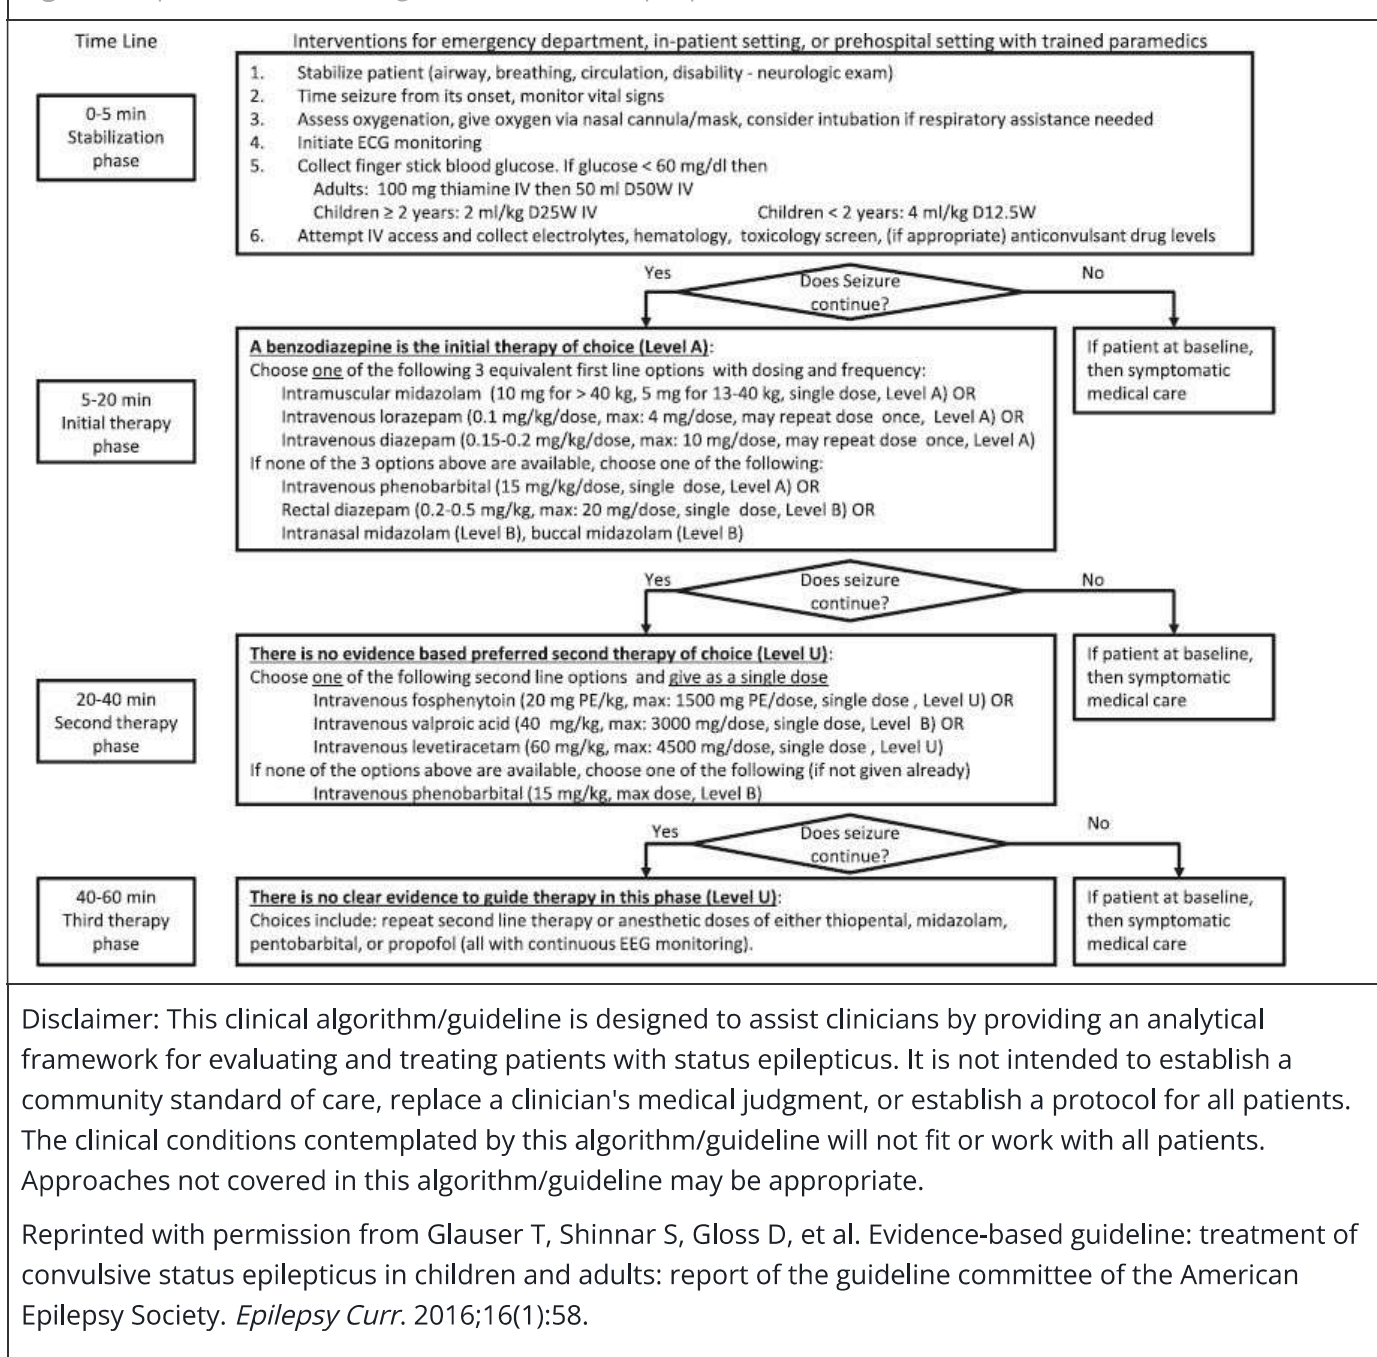 Time Line
Interventions for emergency department, in-patient setting, or prehospital setting with trained paramedics
0-5 min
Stabilization
phase
1. Stabilize patient (airway, breathing, circulation, disability - neurologic exam)
2. Time seizure from its onset, monitor vital signs
3. Assess oxygenation, give oxygen via nasal cannula/mask, consider intubation if respiratory assistance needed
4. Initiate ECG monitoring
5. Collect finger stick blood glucose. If glucose < 60 mg/dl then
Adults: 100 mg thiamine IV then 50 ml D50W IV
Children ≥ 2 years: 2 ml/kg D25W IV Children < 2 years: 4 ml/kg D12.5W
6. Attempt IV access and collect electrolytes, hematology, toxicology screen, (if appropriate) anticonvulsant drug levels
Yes
Does Seizure
continue?
No
5-20 min
Initial therapy
phase
A benzodiazepine is the initial therapy of choice (Level A):
Choose one of the following 3 equivalent first line options with dosing and frequency:
Intramuscular midazolam (10 mg for > 40 kg, 5 mg for 13-40 kg, single dose, Level A) OR
Intravenous lorazepam (0.1 mg/kg/dose, max: 4 mg/dose, may repeat dose once, Level A) OR
Intravenous diazepam (0.15-0.2 mg/kg/dose, max: 10 mg/dose, may repeat dose once, Level A)
If none of the 3 options above are available, choose one of the following:
Intravenous phenobarbital (15 mg/kg/dose, single dose, Level A) OR
Rectal diazepam (0.2-0.5 mg/kg, max: 20 mg/dose, single dose, Level B) OR
Intranasal midazolam (Level B), buccal midazolam (Level B)
If patient at baseline,
then symptomatic
medical care
Yes
Does seizure
continue?
No
20-40 min
Second therapy
phase
There is no evidence based preferred second therapy of choice (Level U):
Choose one of the following second line options and give as a single dose
Intravenous fosphenytoin (20 mg PE/kg, max: 1500 mg PE/dose, single dose , Level U) OR
Intravenous valproic acid (40 mg/kg, max: 3000 mg/dose, single dose, Level B) OR
Intravenous levetiracetam (60 mg/kg, max: 4500 mg/dose, single dose , Level U)
If none of the options above are available, choose one of the following (if not given already)
Intravenous phenobarbital (15 mg/kg, max dose, Level B)
If patient at baseline,
then symptomatic
medical care
Yes
Does seizure
continue?
No
40-60 min
Third therapy
phase
There is no clear evidence to guide therapy in this phase (Level U):
Choices include: repeat second line therapy or anesthetic doses of either thiopental, midazolam,
pentobarbital, or propofol (all with continuous EEG monitoring).
If patient at baseline,
then symptomatic
medical care
Disclaimer: This clinical algorithm/guideline is designed to assist clinicians by providing an analytical
framework for evaluating and treating patients with status epilepticus. It is not intended to establish a
community standard of care, replace a clinician's medical judgment, or establish a protocol for all patients.
The clinical conditions contemplated by this algorithm/guideline will not fit or work with all patients.
Approaches not covered in this algorithm/guideline may be appropriate.
Reprinted with permission from Glauser T, Shinnar S, Gloss D, et al. Evidence-based guideline: treatment of
convulsive status epilepticus in children and adults: report of the guideline committee of the American
Epilepsy Society. Epilepsy Curr. 2016;16(1):58.